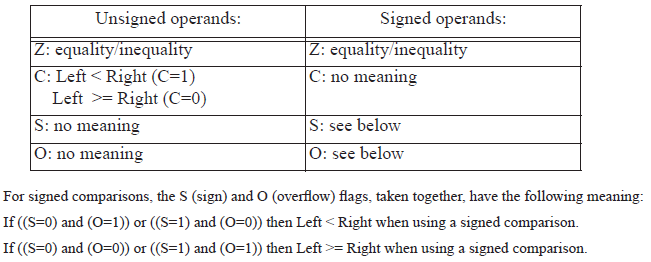 Unsigned operands: Signed operands:
Z: equality/inequality Z: equality/inequality
C: Left < Right (C=1) C: no meaning
Left >= Right (C=0)
S: no meaning S: see below
O: no meaning O: see below
For signed comparisons, the S (sign) and O (overflow) flags, taken together, have the following meaning:
If ((S=0) and (O=1)) or ((S=1) and (O=0)) then Left < Right when using a signed comparison.
If ((S=0) and (O=0)) or ((S=1) and (O=1)) then Left >= Right when using a signed comparison.